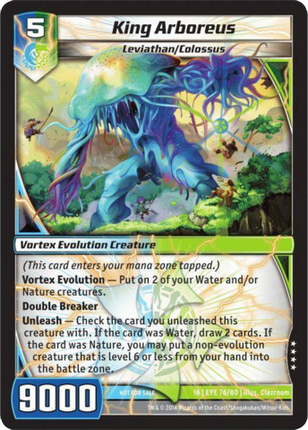 5
King Arboreus
Leviathan/Colossus
Vortex Evolution Creature
(This card enters your mana zone tapped.)
Vortex Evolution — Put on 2 of your Water and/or
Nature creatures.
Double Breaker
Unleash — Check the card you unleashed this
creature with. If the card was Water, draw 2 cards. If
the card was Nature, you may put a non-evolution
creature that is level 6 or less from your hand into
the battle zone.
9000
NOT FOR SALE
16 | EYE 76/80 | Illus. Clazroom
TM & © 2014 Wizards of the Coast/Shogakukan/Mitsui-Kids